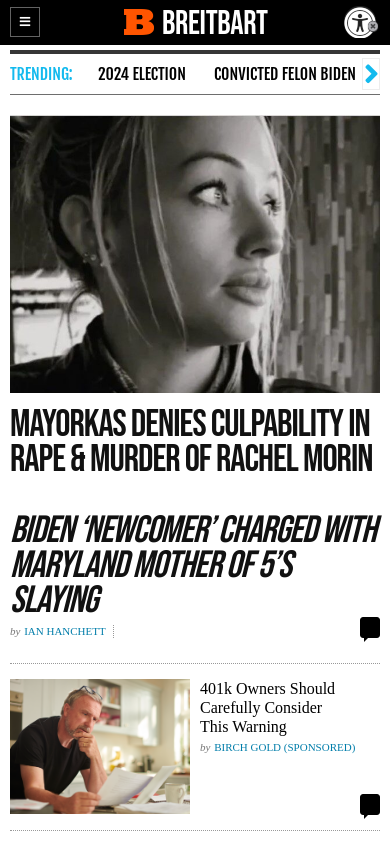 BREITBART
TRENDING:
2024 ELECTION
CONVICTED FELON BIDEN
MAYORKAS DENIES CULPABILITY IN
RAPE & MURDER OF RACHEL MORIN
BIDEN ‘NEWCOMER’ CHARGED WITH
MARYLAND MOTHER OF 5’S
SLAYING
by IAN HANCHETT
401k Owners Should
Carefully Consider
This Warning
by BIRCH GOLD (SPONSORED)